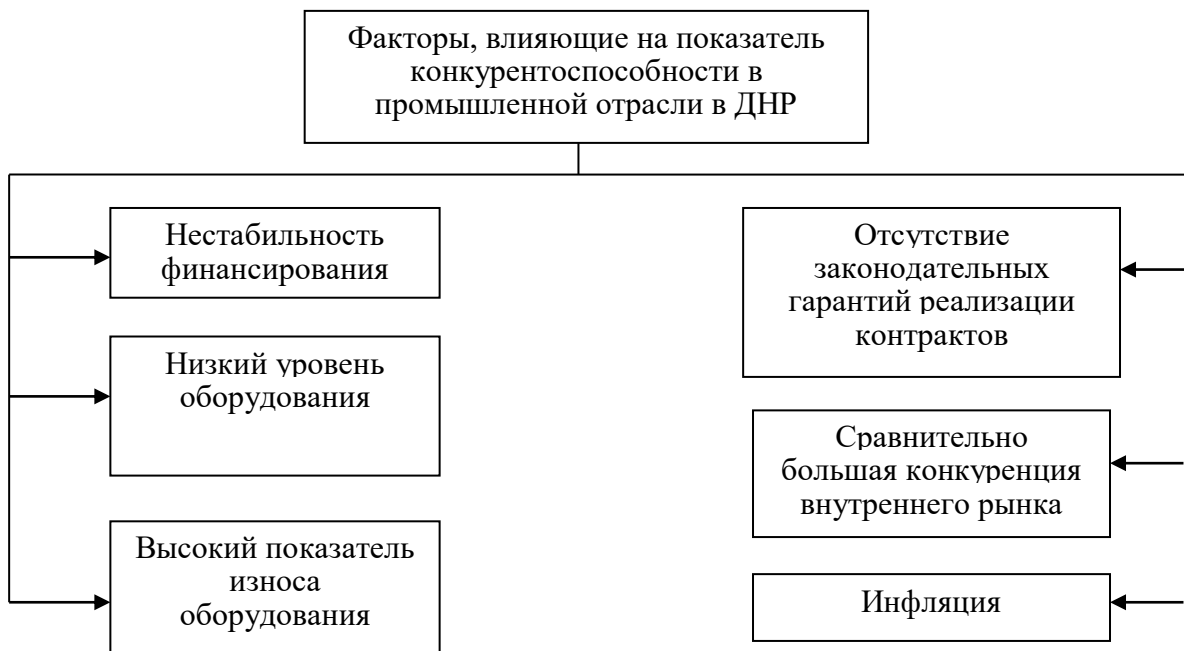 Факторы, влияющие на показатель
конкурентоспособности в
промышленной отрасли в ДНР
Нестабильность
финансирования
Низкий уровень
оборудования
Высокий показатель
износа
оборудования
Отсутствие
законодательных
гарантий реализации
контрактов
Сравнительно
большая конкуренция
внутреннего рынка
Инфляция